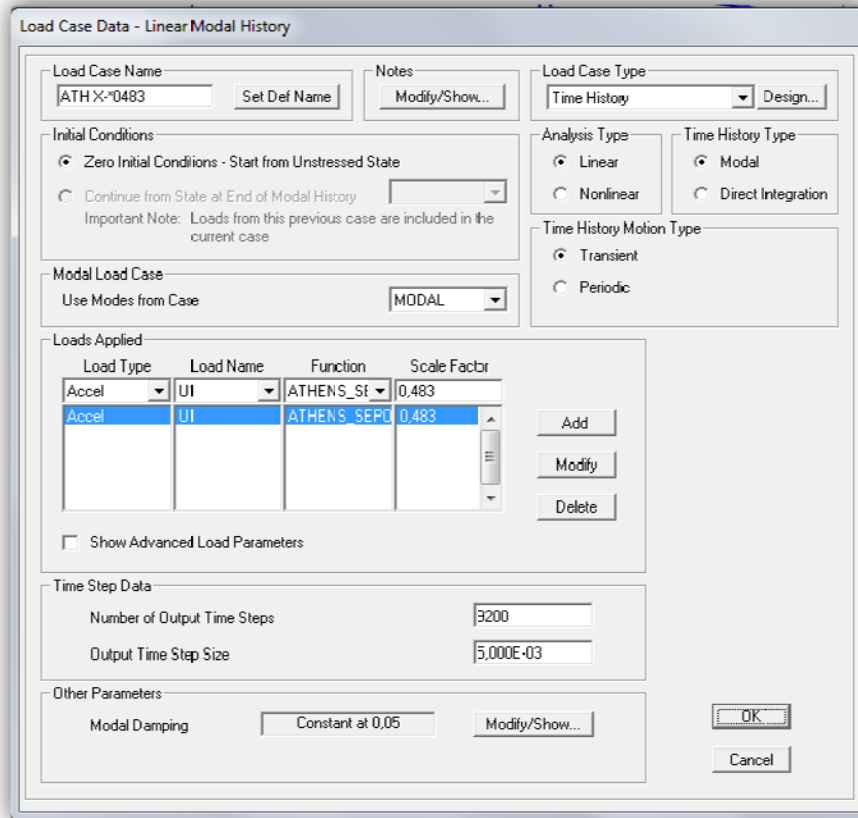 Load Case Data - Linear Modal History
Load Case Name
ATH X-*0483
Set Def Name
Notes
Modify/Show...
Load Case Type
Time History
Design...
Initial Conditions
Zero Initial Conditions - Start from Unstressed State
Continue from State at End of Modal History
Important Note: Loads from this previous case are included in the
current case
Analysis Type
Linear
Nonlinear
Time History Type
Modal
Direct Integration
Time History Motion Type
Transient
Periodic
Modal Load Case
Use Modes from Case
MODAL
Loads Applied
Load Type Load Name Function Scale Factor
Accel U1 ATHENS_SE 0,483
Accel U1 ATHENS_SEPO 0,483
Add
Modify
Delete
Show Advanced Load Parameters
Time Step Data
Number of Output Time Steps
Output Time Step Size 5,000E-03
Other Parameters
Modal Damping Constant at 0,05 Modify/Show...
OK
Cancel